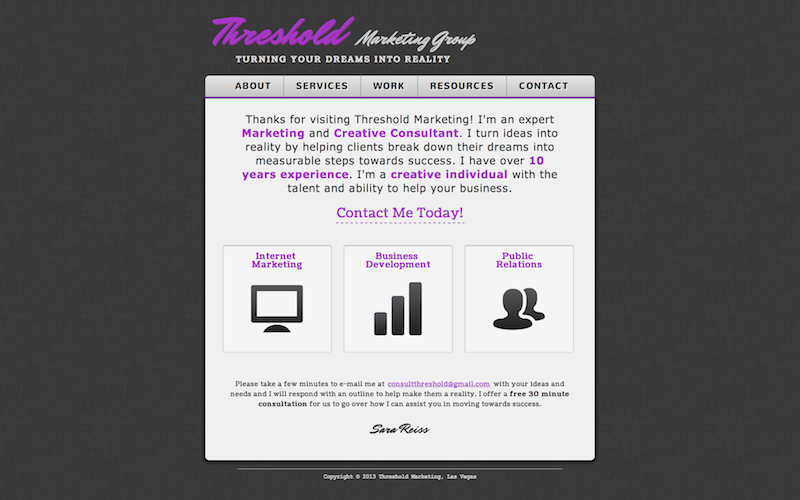 Threshold Marketing Group
TURNING YOUR DREAMS INTO REALITY
ABOUT SERVICES WORK RESOURCES CONTACT
Thanks for visiting Threshold Marketing! I'm an expert
Marketing and Creative Consultant. I turn ideas into
reality by helping clients break down their dreams into
measurable steps towards success. I have over 10
years experience. I'm a creative individual with the
talent and ability to help your business.
Contact Me Today!
Internet
Marketing
Business
Development
Public
Relations
Please take a few minutes to e-mail me at consultthreshold@gmail.com with your ideas and
needs and I will respond with an outline to help make them a reality. I offer a free 30 minute
consultation for us to go over how I can assist you in moving towards success.
Sara Reiss
Copyright © 2013 Threshold Marketing, Las Vegas